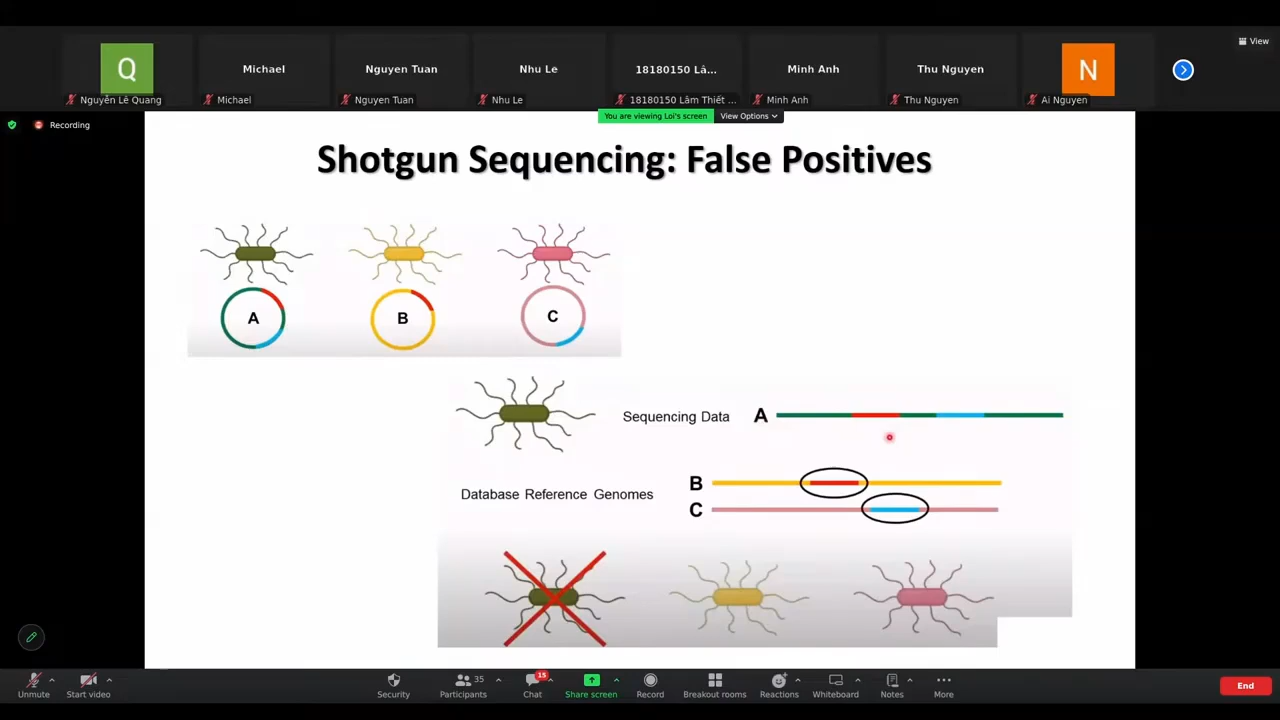 View
Q
Michael
Nguyen Tuan
Nhu Le
18180150 Lâ...
Minh Anh
Thu Nguyen
N
Nguyễn Lê Quang
Michael
Nguyen Tuan
Nhu Le
18180150 Lâm Thiết ...
Minh Anh
Thu Nguyen
Ai Nguyen
You are viewing Loi's screen
View Options
Recording
Shotgun Sequencing: False Positives
A
B
C
Sequencing Data
A
Database Reference Genomes
B
C
Unmute
Start video
Security
Participants
35
Chat
15
Share screen
Record
Breakout rooms
Reactions
Whiteboard
Notes
More
End